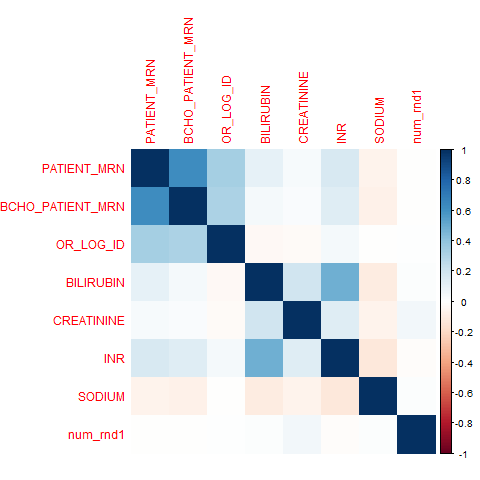 PATIENT_MRN
BCHO_PATIENT_MRN
OR_LOG_ID
BILIRUBIN
CREATININE
INR
SODIUM
num_rnd1
PATIENT_MRN
BCHO_PATIENT_MRN
OR_LOG_ID
BILIRUBIN
CREATININE
INR
SODIUM
num_rnd1
1
0.8
0.6
0.4
0.2
0
-0.2
-0.4
-0.6
-0.8
-1